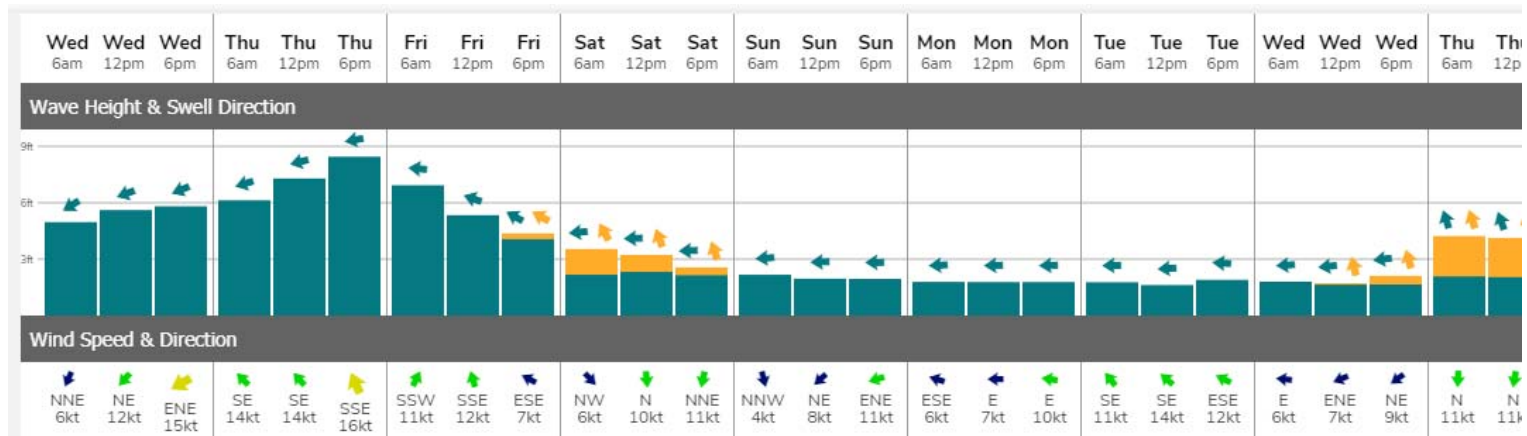 Wed Wed Wed Thu Thu Thu Fri Fri Fri Sat Sat Sat Sun Sun Sun Mon Mon Mon Tue Tue Tue Wed Wed Wed Thu Thu
6am 12pm 6pm 6am 12pm 6pm 6am 12pm 6pm 6am 12pm 6pm 6am 12pm 6pm 6am 12pm 6pm 6am 12pm 6pm 6am 12pm 6pm 6am 12p
Wave Height & Swell Direction
9ft
6ft
3ft
Wind Speed & Direction
NNE NE ENE SE SE SSE SSW SSE ESE NW N NNE NNW NE ENE ESE E E SE SE ESE E ENE NE N N
6kt 12kt 15kt 14kt 14kt 16kt 11kt 12kt 7kt 6kt 10kt 11kt 4kt 8kt 11kt 6kt 7kt 10kt 11kt 14kt 12kt 6kt 7kt 9kt 11kt 11k